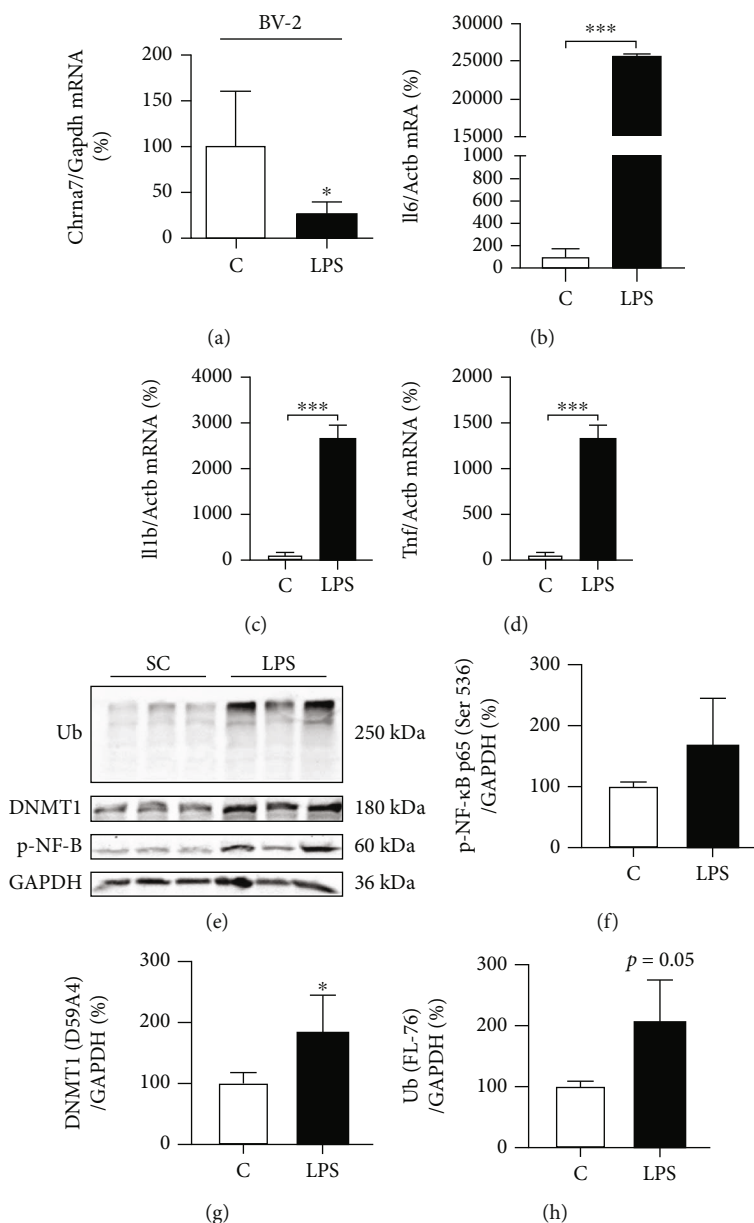 BV-2
Chrna7/Gapdh mRNA
(%)
150
100
50
0
200
*
C
LPS
(a)
Il6/Actb mRA (%)
30000
25000
20000
15000
1000
800
600
400
200
0
***
C
LPS
(b)
Il1b/Actb mRNA (%)
4000
3000
2000
1000
0
***
C
LPS
(c)
Tnf/Actb mRNA (%)
2000
1500
1000
500
0
***
C
LPS
(d)
SC
LPS
Ub
250 kDa
DNMT1
180 kDa
p-NF-B
60 kDa
GAPDH
36 kDa
(e)
p-NF-κB p65 (Ser 536)
/GAPDH (%)
300
200
100
0
C
LPS
(f)
DNMT1 (D59A4)
/GAPDH (%)
300
200
100
0
*
C
LPS
(g)
Ub (FL-76)
/GAPDH (%)
300
200
100
0
p = 0.05
C
LPS
(h)